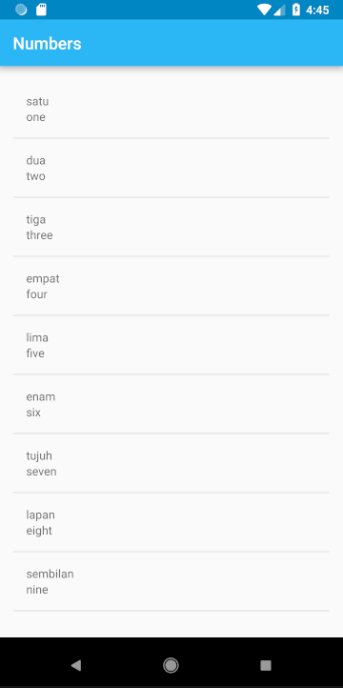 4:45
Numbers
satu
one
dua
two
tiga
three
empat
four
lima
five
enam
six
tujuh
seven
lapan
eight
sembilan
nine